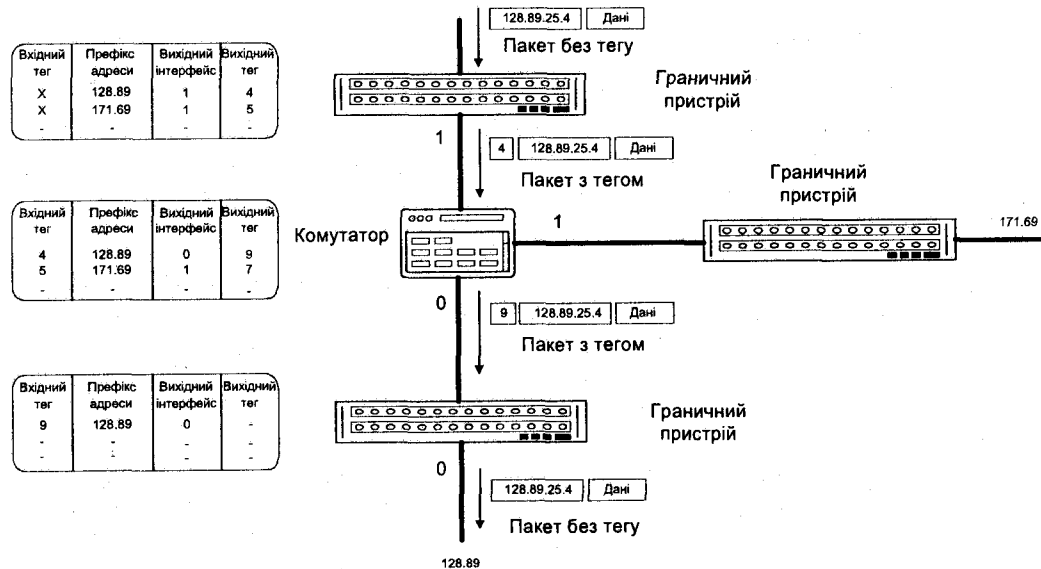 128.89.25.4 Дані
Пакет без тегу
Вхідний тег Префікс адреси Вихідний інтерфейс Вихідний тег
X 128.89 1 4
X 171.69 1 5
- - - -
Граничний пристрій
1
4 128.89.25.4 Дані
Пакет з тегом
Вхідний тег Префікс адреси Вихідний інтерфейс Вихідний тег
4 128.89 0 9
5 171.69 1 7
- - - -
Комутатор
1
Граничний пристрій
171.69
0
9 128.89.25.4 Дані
Пакет з тегом
Вхідний тег Префікс адреси Вихідний інтерфейс Вихідний тег
9 128.89 0 -
- - - -
- - - -
Граничний пристрій
0
128.89.25.4 Дані
Пакет без тегу
128.89